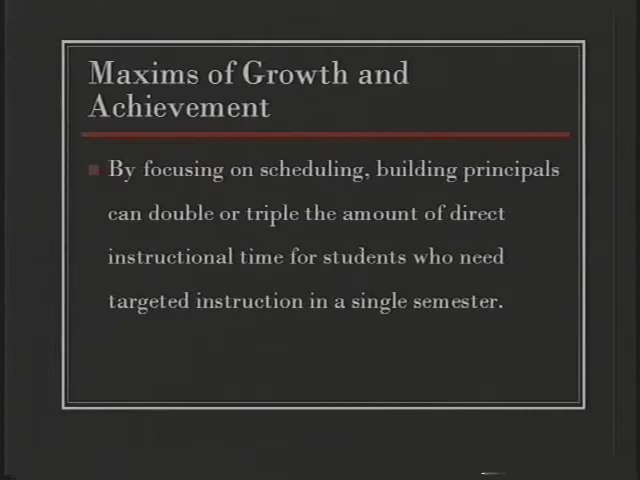 Maxims of Growth and
Achievement
By focusing on scheduling, building principals
can double or triple the amount of direct
instructional time for students who need
targeted instruction in a single semester.